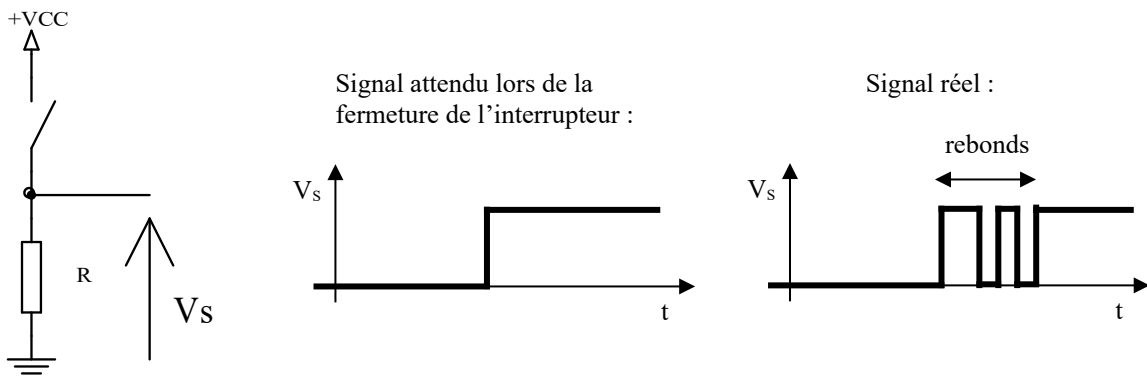 +VCC
R
Vs
Signal attendu lors de la
fermeture de l’interrupteur :
VS
t
Signal réel :
rebonds
VS
t